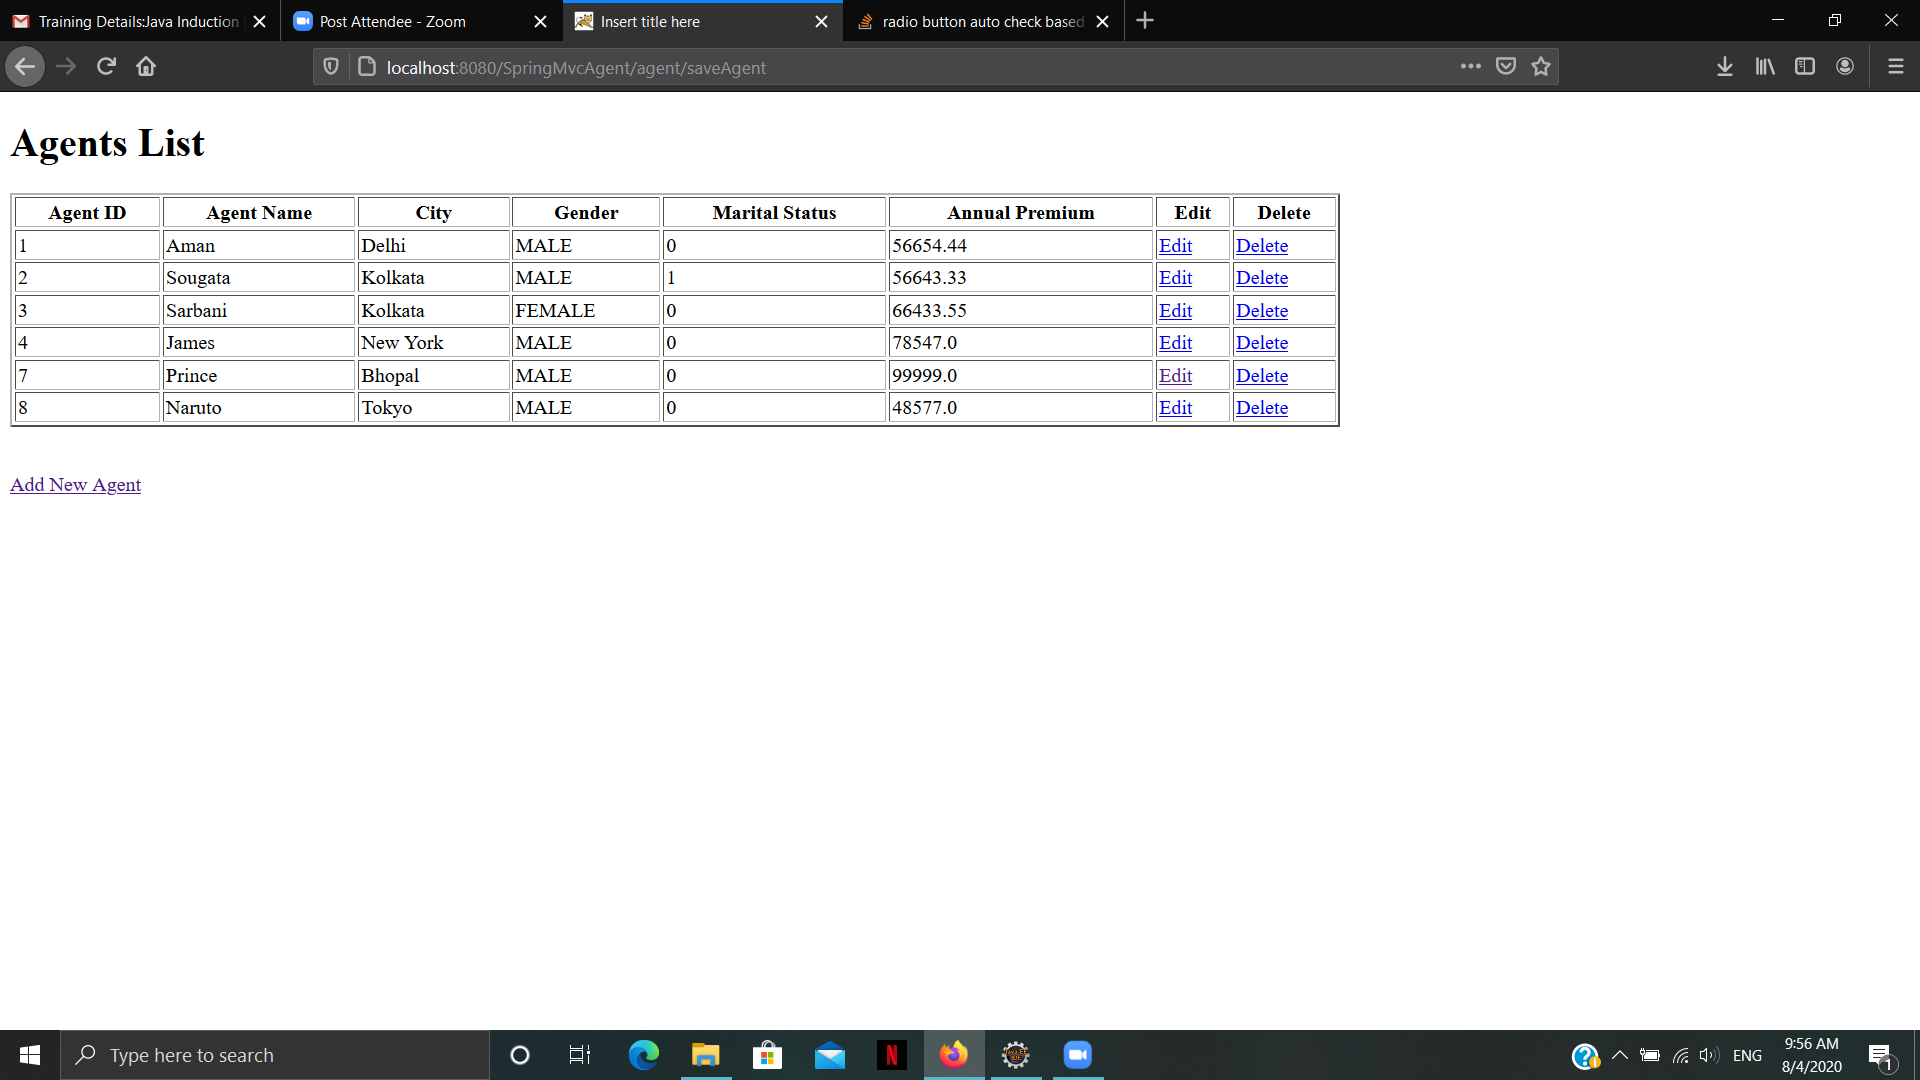 Training Details:Java Induction
Post Attendee - Zoom
Insert title here
radio button auto check based
localhost:8080/SpringMvcAgent/agent/saveAgent
Agents List
Agent ID Agent Name City Gender Marital Status Annual Premium Edit Delete
1 Aman Delhi MALE 0 56654.44 Edit Delete
2 Sougata Kolkata MALE 1 56643.33 Edit Delete
3 Sarbani Kolkata FEMALE 0 66433.55 Edit Delete
4 James New York MALE 0 78547.0 Edit Delete
7 Prince Bhopal MALE 0 99999.0 Edit Delete
8 Naruto Tokyo MALE 0 48577.0 Edit Delete
Add New Agent
Type here to search
ENG
9:56 AM
8/4/2020
1